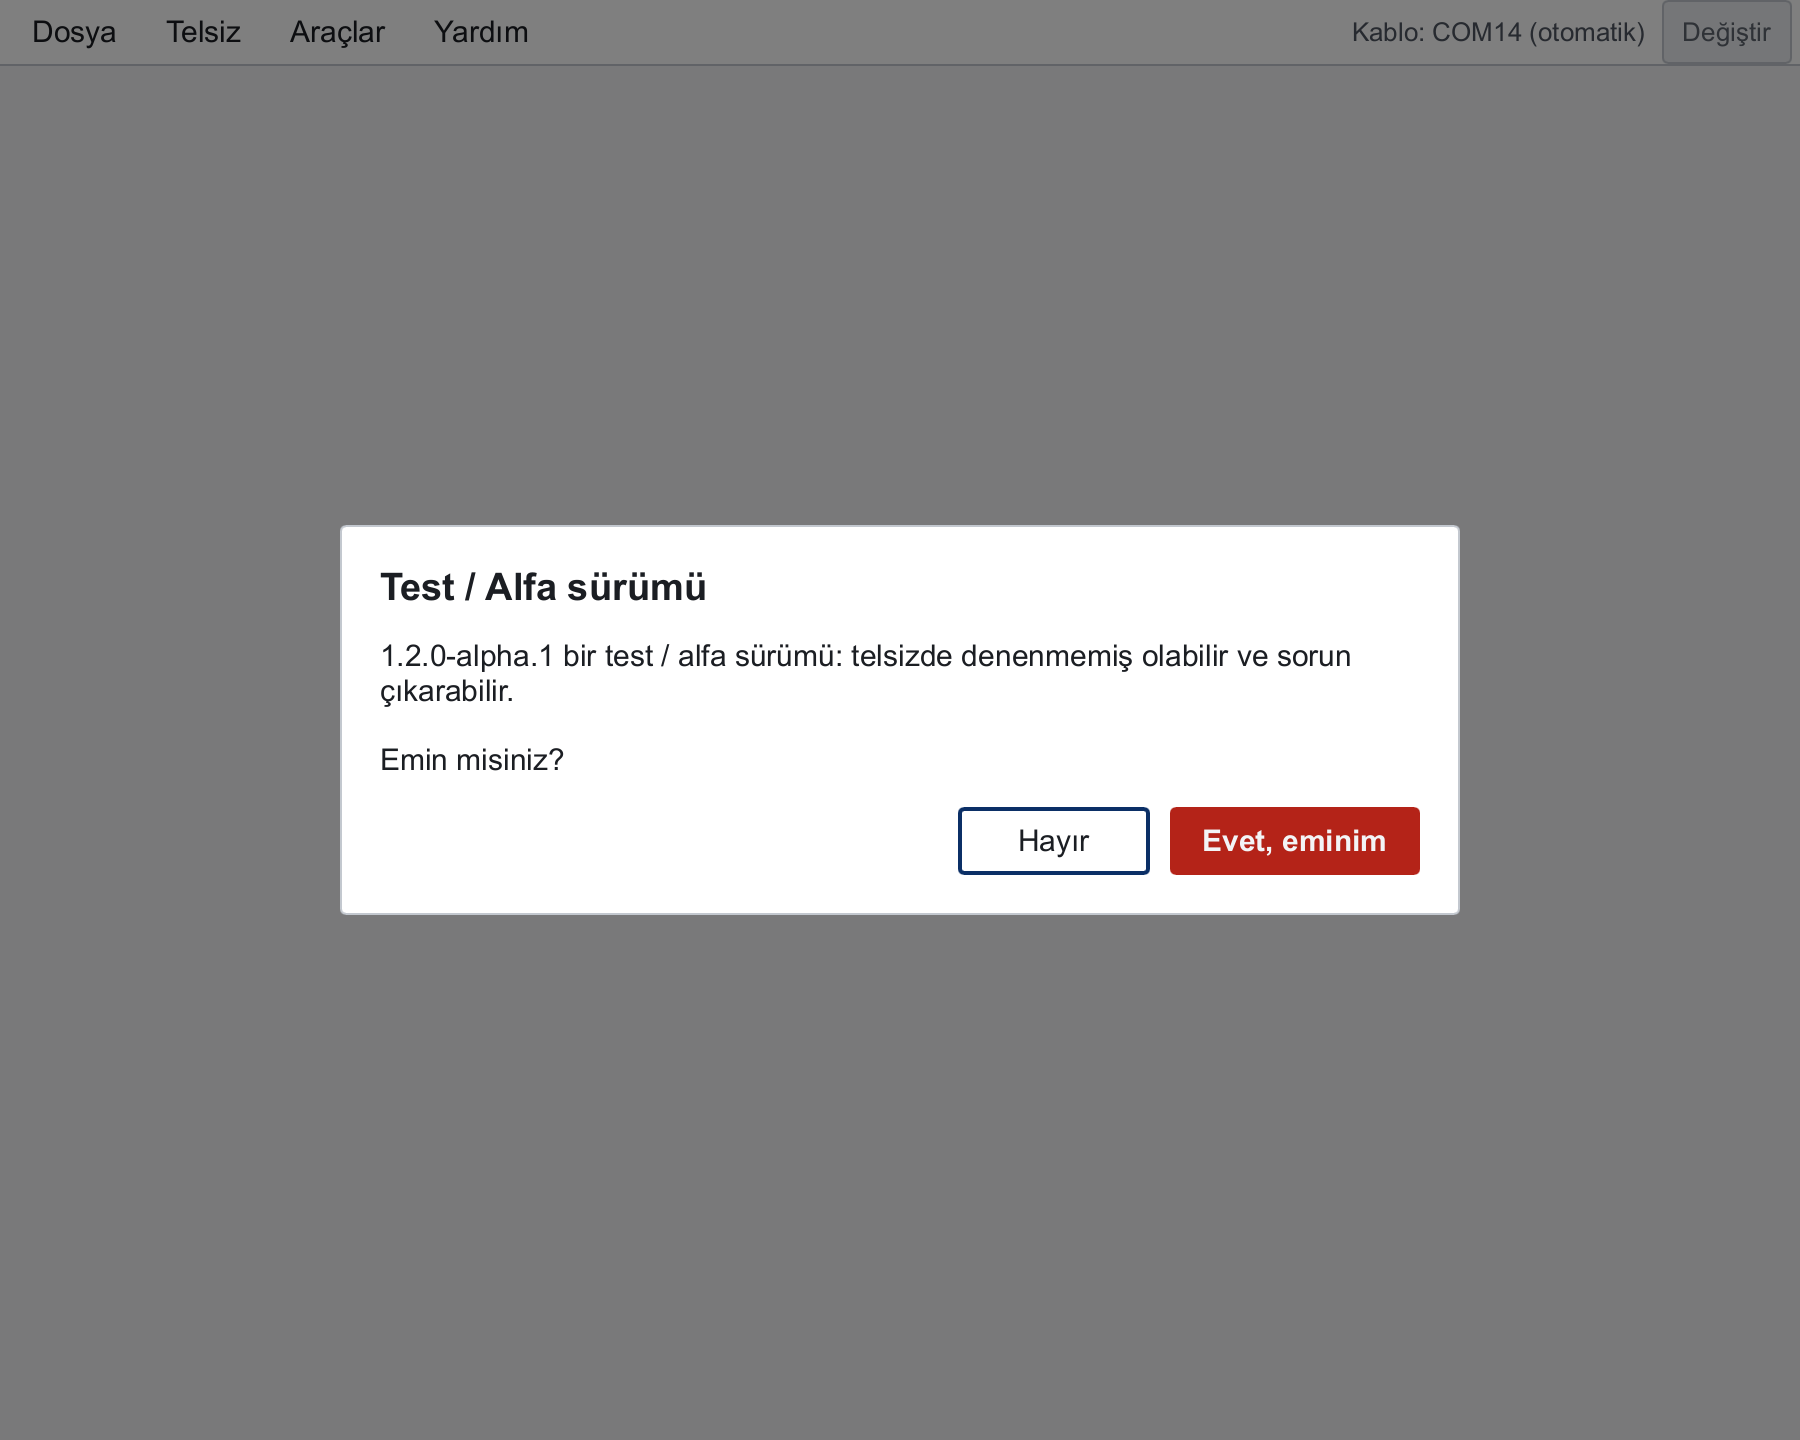 Dosya Telsiz Araçlar Yardım Kablo: COM14 (otomatik) Değiştir
Test / Alfa sürümü
1.2.0-alpha.1 bir test / alfa sürümü: telsizde denenmemiş olabilir ve sorun
çıkarabilir.
Emin misiniz?
Hayır Evet, eminim